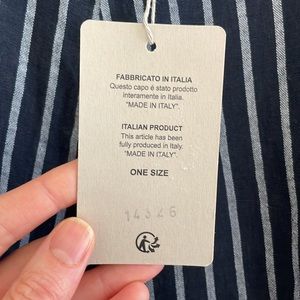 FABBRICATO IN ITALIA
Questo capo è stato prodotto
interamente in Italia.
"MADE IN ITALY".
ITALIAN PRODUCT
This article has been
fully produced in Italy.
"MADE IN ITALY".
ONE SIZE
14326